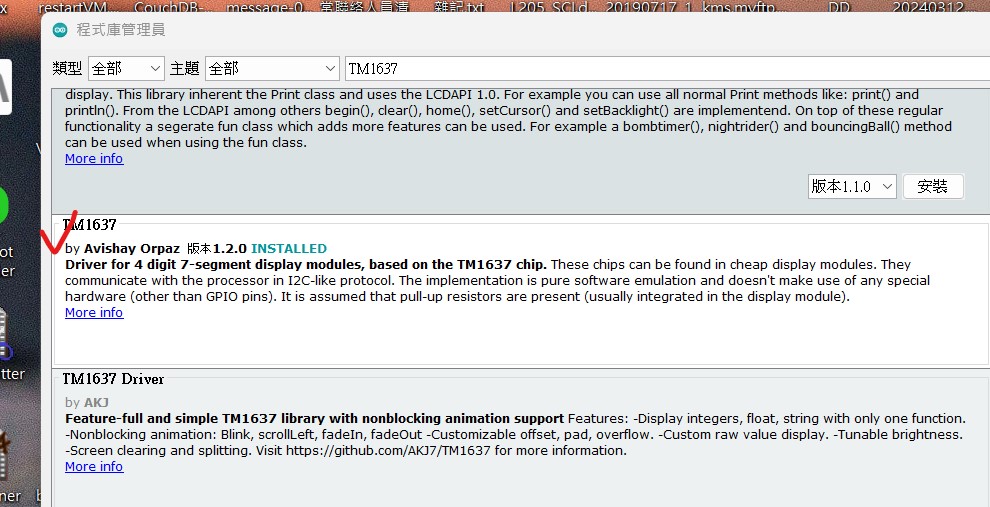 restartVM... CouchDB-... message-0... 常聯絡人員清... 雜記.txt 20190717_1_kms.myftp... DD... 20240312...
程式庫管理員
類型 全部 主題 全部 TM1637
display. This library inherent the Print class and uses the LCDAPI 1.0. For example you can use all normal Print methods like: print() and
println(). From the LCDAPI among others begin(), clear(), home(), setCursor() and setBacklight() are implementend. On top of these regular
functionality a segerate fun class which adds more features can be used. For example a bombtimer(), nightrider() and bouncingBall() method
can be used when using the fun class.
More info
版本1.1.0 安裝
TM1637
by Avishay Orpaz 版本1.2.0 INSTALLED
Driver for 4 digit 7-segment display modules, based on the TM1637 chip. These chips can be found in cheap display modules. They
communicate with the processor in I2C-like protocol. The implementation is pure software emulation and doesn't make use of any special
hardware (other than GPIO pins). It is assumed that pull-up resistors are present (usually integrated in the display module).
More info
TM1637 Driver
by AKJ
Feature-full and simple TM1637 library with nonblocking animation support Features: -Display integers, float, string with only one function.
-Nonblocking animation: Blink, scrollLeft, fadeIn, fadeOut -Customizable offset, pad, overflow. -Custom raw value display. -Tunable brightness.
-Screen clearing and splitting. Visit https://github.com/AKJ7/TM1637 for more information.
More info
ot
er
tter
ner